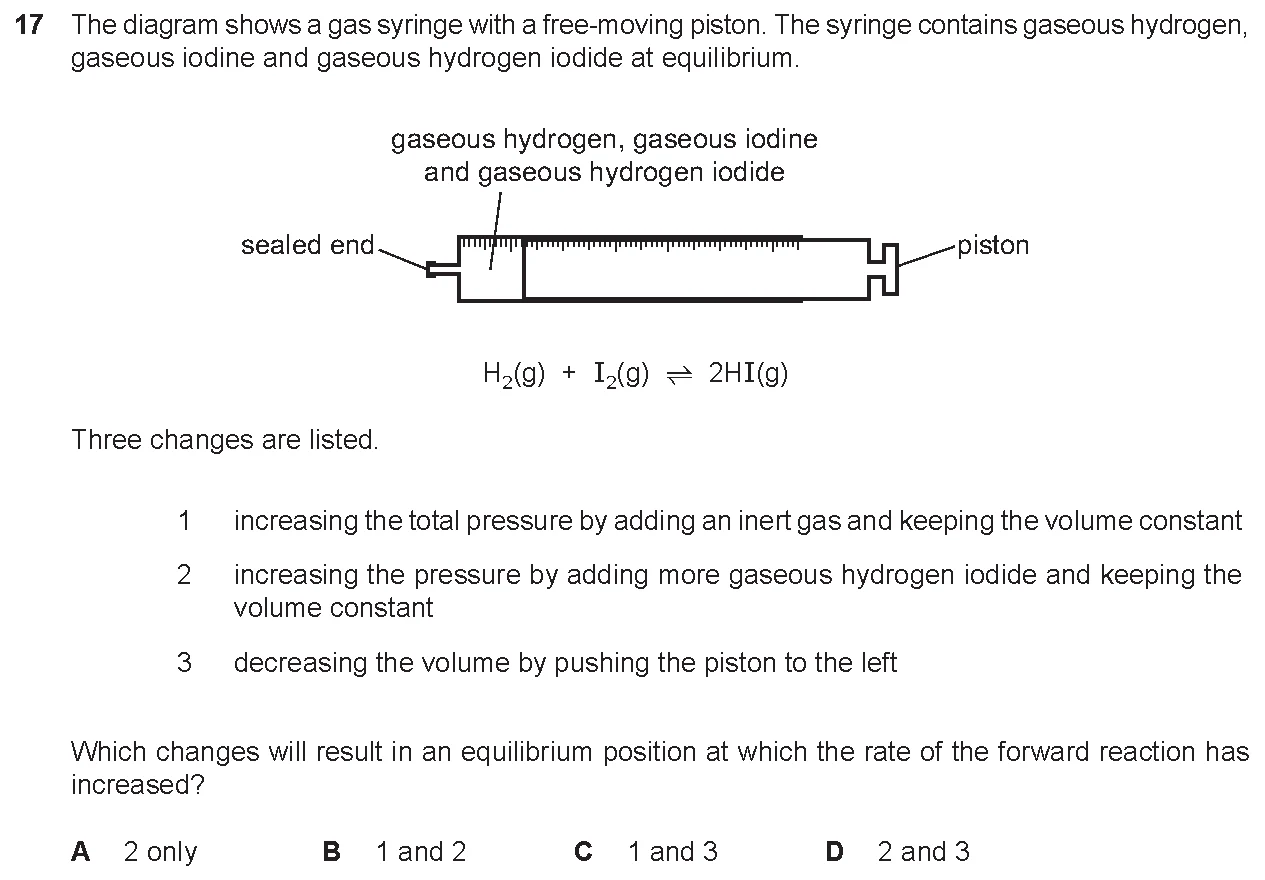 17 The diagram shows a gas syringe with a free-moving piston. The syringe contains gaseous hydrogen,
gaseous iodine and gaseous hydrogen iodide at equilibrium.
gaseous hydrogen, gaseous iodine
and gaseous hydrogen iodide
sealed end
piston
H₂(g) + I₂(g) ⇌ 2HI(g)
Three changes are listed.
1 increasing the total pressure by adding an inert gas and keeping the volume constant
2 increasing the pressure by adding more gaseous hydrogen iodide and keeping the
volume constant
3 decreasing the volume by pushing the piston to the left
Which changes will result in an equilibrium position at which the rate of the forward reaction has
increased?
A 2 only B 1 and 2 C 1 and 3 D 2 and 3